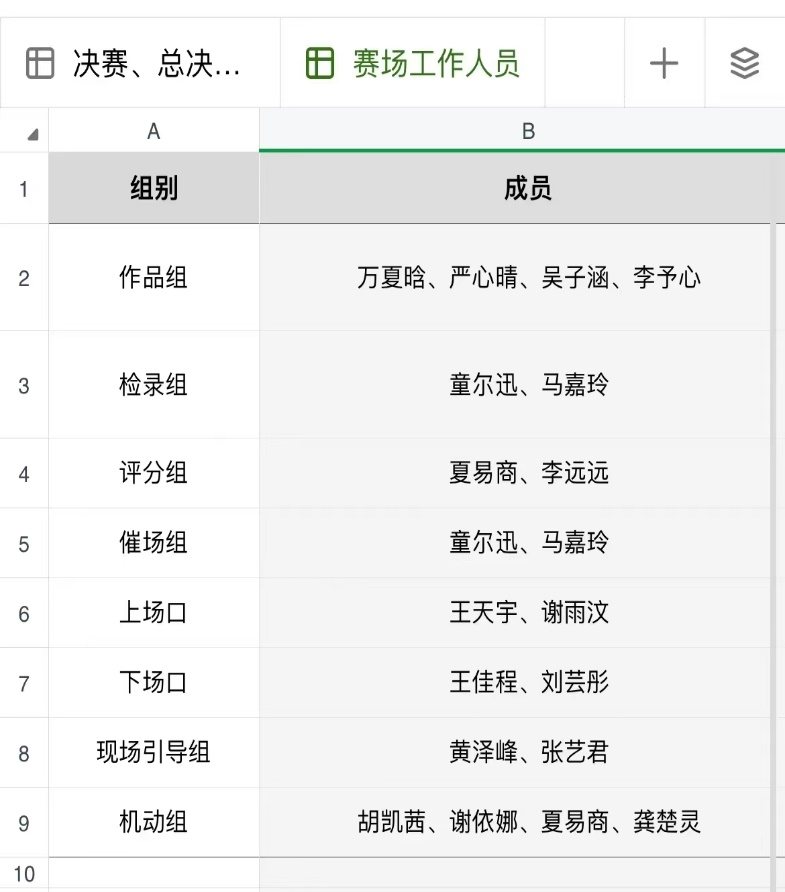 决赛、总决... 赛场工作人员
A B
1 组别 成员
2 作品组 万夏晗、严心晴、吴子涵、李予心
3 检录组 童尔迅、马嘉玲
4 评分组 夏易商、李远远
5 催场组 童尔迅、马嘉玲
6 上场口 王天宇、谢雨汶
7 下场口 王佳程、刘芸彤
8 现场引导组 黄泽峰、张艺君
9 机动组 胡凯茜、谢依娜、夏易商、龚楚灵
10